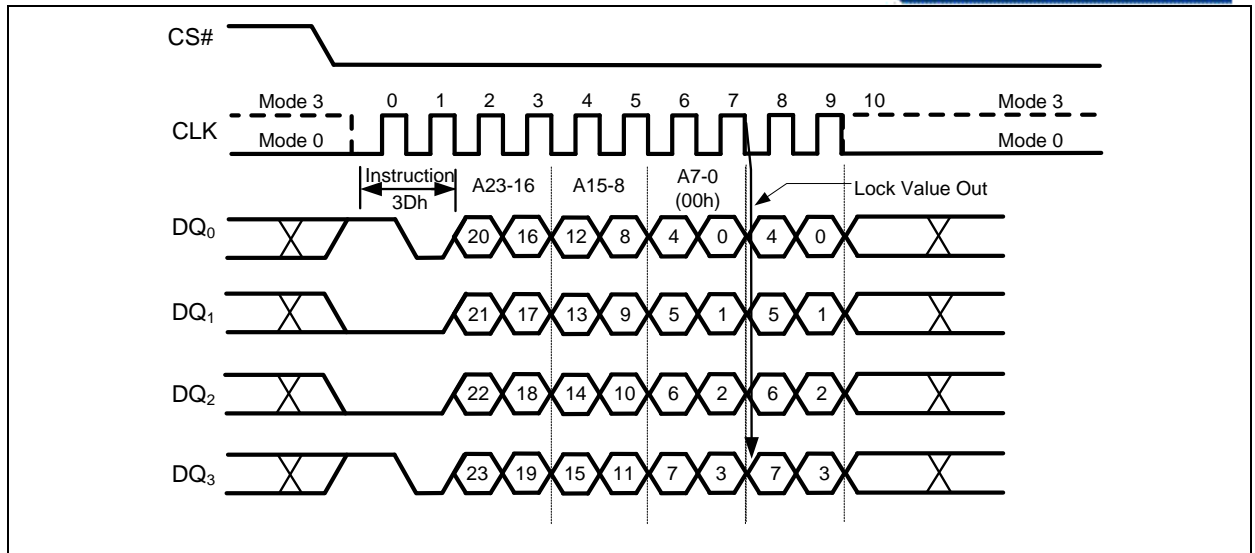 CS#
Mode 3 0 1 2 3 4 5 6 7 8 9 10 Mode 3
CLK
Mode 0 Mode 0
Instruction
3Dh
A23-16
A15-8
A7-0
(00h)
Lock Value Out
DQ0 20 16 12 8 4 0 4 0
DQ1 21 17 13 9 5 1 5 1
DQ2 22 18 14 10 6 2 6 2
DQ3 23 19 15 11 7 3 7 3